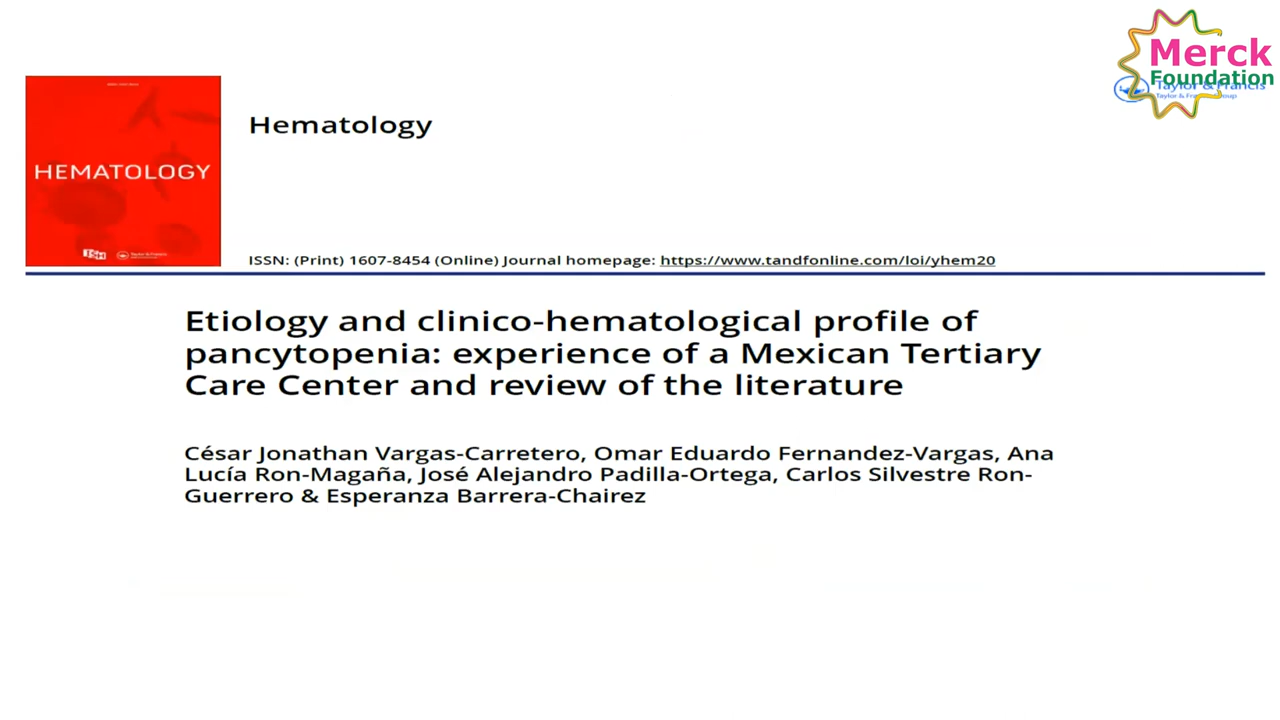 Merck
Foundation
Taylor & Francis
Taylor & Francis Group
HEMATOLOGY
Hematology
ISSN: (Print) 1607-8454 (Online) Journal homepage: https://www.tandfonline.com/loi/yhem20
Etiology and clinico-hematological profile of
pancytopenia: experience of a Mexican Tertiary
Care Center and review of the literature
César Jonathan Vargas-Carretero, Omar Eduardo Fernandez-Vargas, Ana
Lucía Ron-Magaña, José Alejandro Padilla-Ortega, Carlos Silvestre Ron-
Guerrero & Esperanza Barrera-Chairez